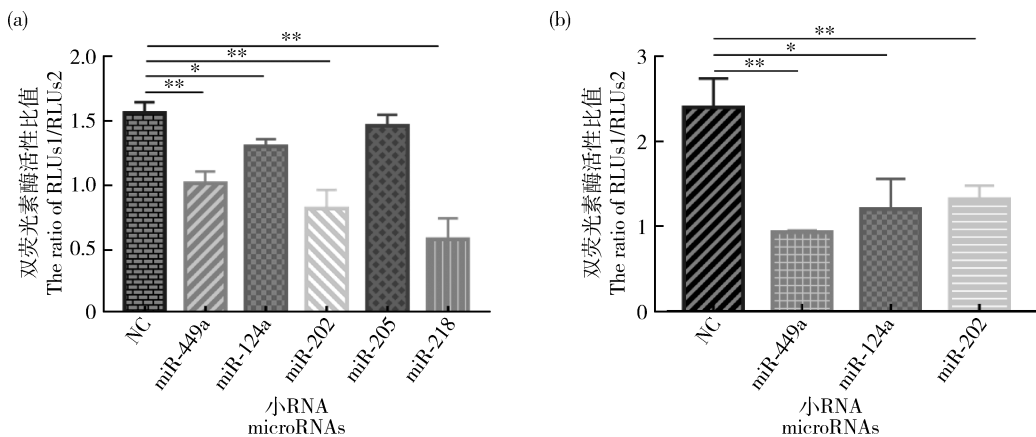 (a)
双荧光素酶活性比值
The ratio of RLUs1/RLUs2
2.0
1.5
1.0
0.5
0
**
**
*
**
NC
miR-449a
miR-124a
miR-202
miR-205
miR-218
小RNA
microRNAs
(b)
双荧光素酶活性比值
The ratio of RLUs1/RLUs2
3
2
1
0
**
*
**
NC
miR-449a
miR-124a
miR-202
小RNA
microRNAs